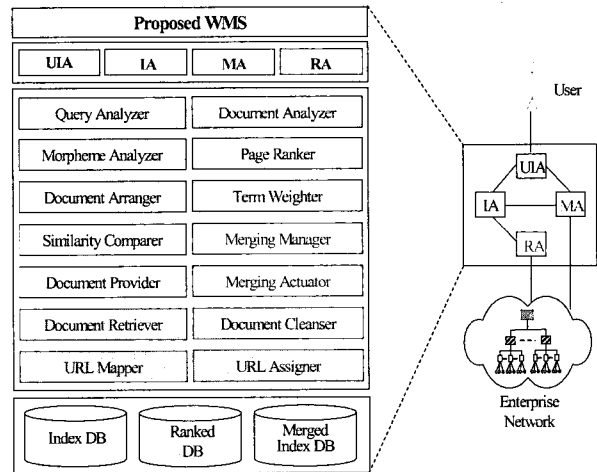 Proposed WMS
UIA IA MA RA
Query Analyzer Document Analyzer
Morpheme Analyzer Page Ranker
Document Arranger Term Weighter
Similarity Comparer Merging Manager
Document Provider Merging Actuator
Document Retriever Document Cleanser
URL Mapper URL Assigner
Index DB
Ranked
DB
Merged
Index DB
User
UIA
IA MA
RA
Enterprise
Network